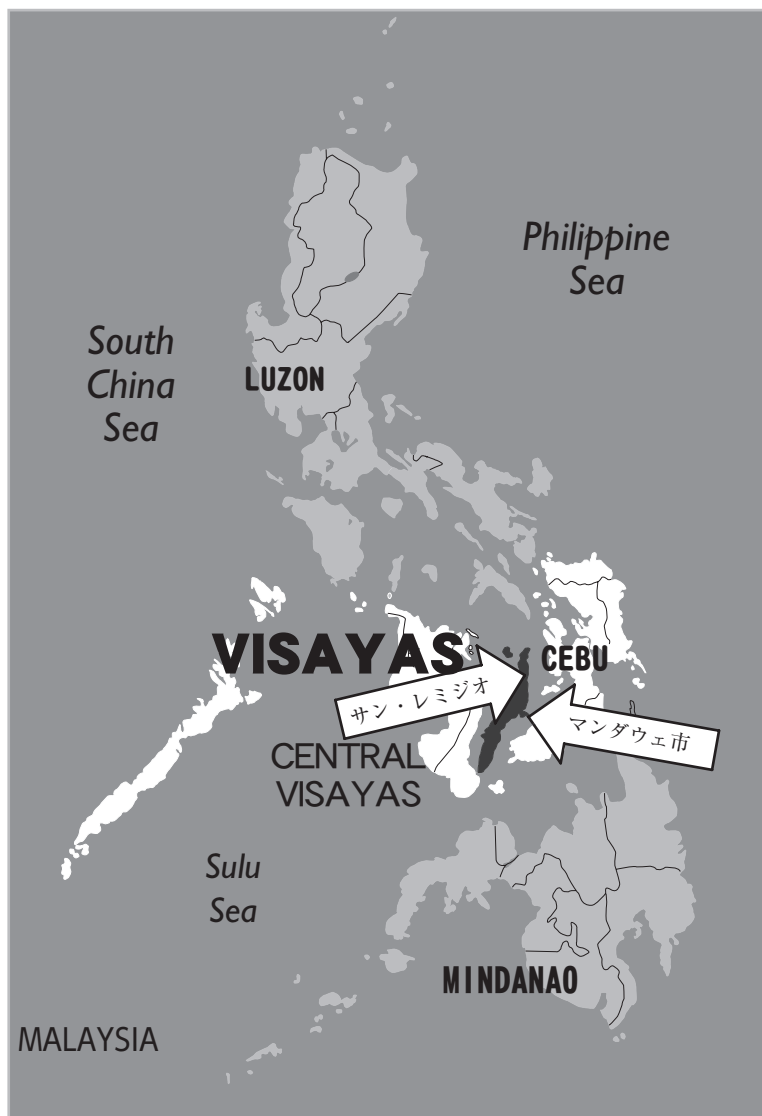 Philippine
Sea
South
China
Sea
LUZON
VISAYAS
CEBU
サン・レミジオ
マンダウェ市
CENTRAL
VISAYAS
Sulu
Sea
MINDANAO
MALAYSIA